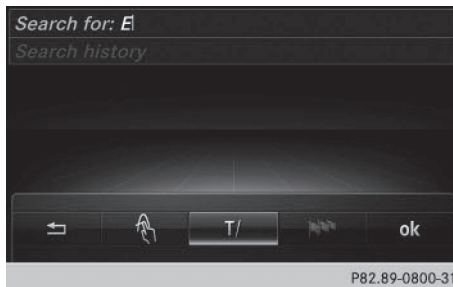 Search for: E
Search history
T/
ok
P82.89-0800-31